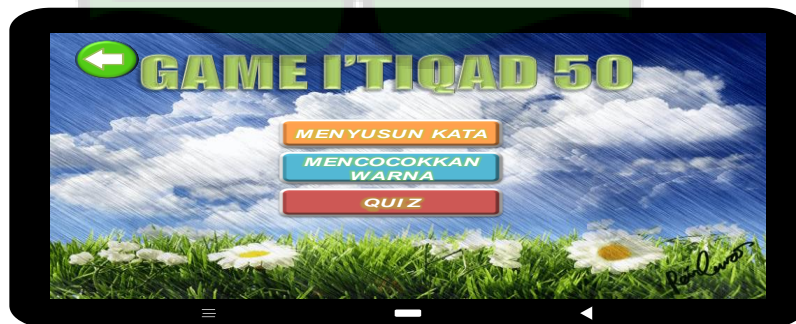 GAME I'TIQAD 50
MENYUSUN KATA
MENCOCOKKAN
WARNA
QUIZ